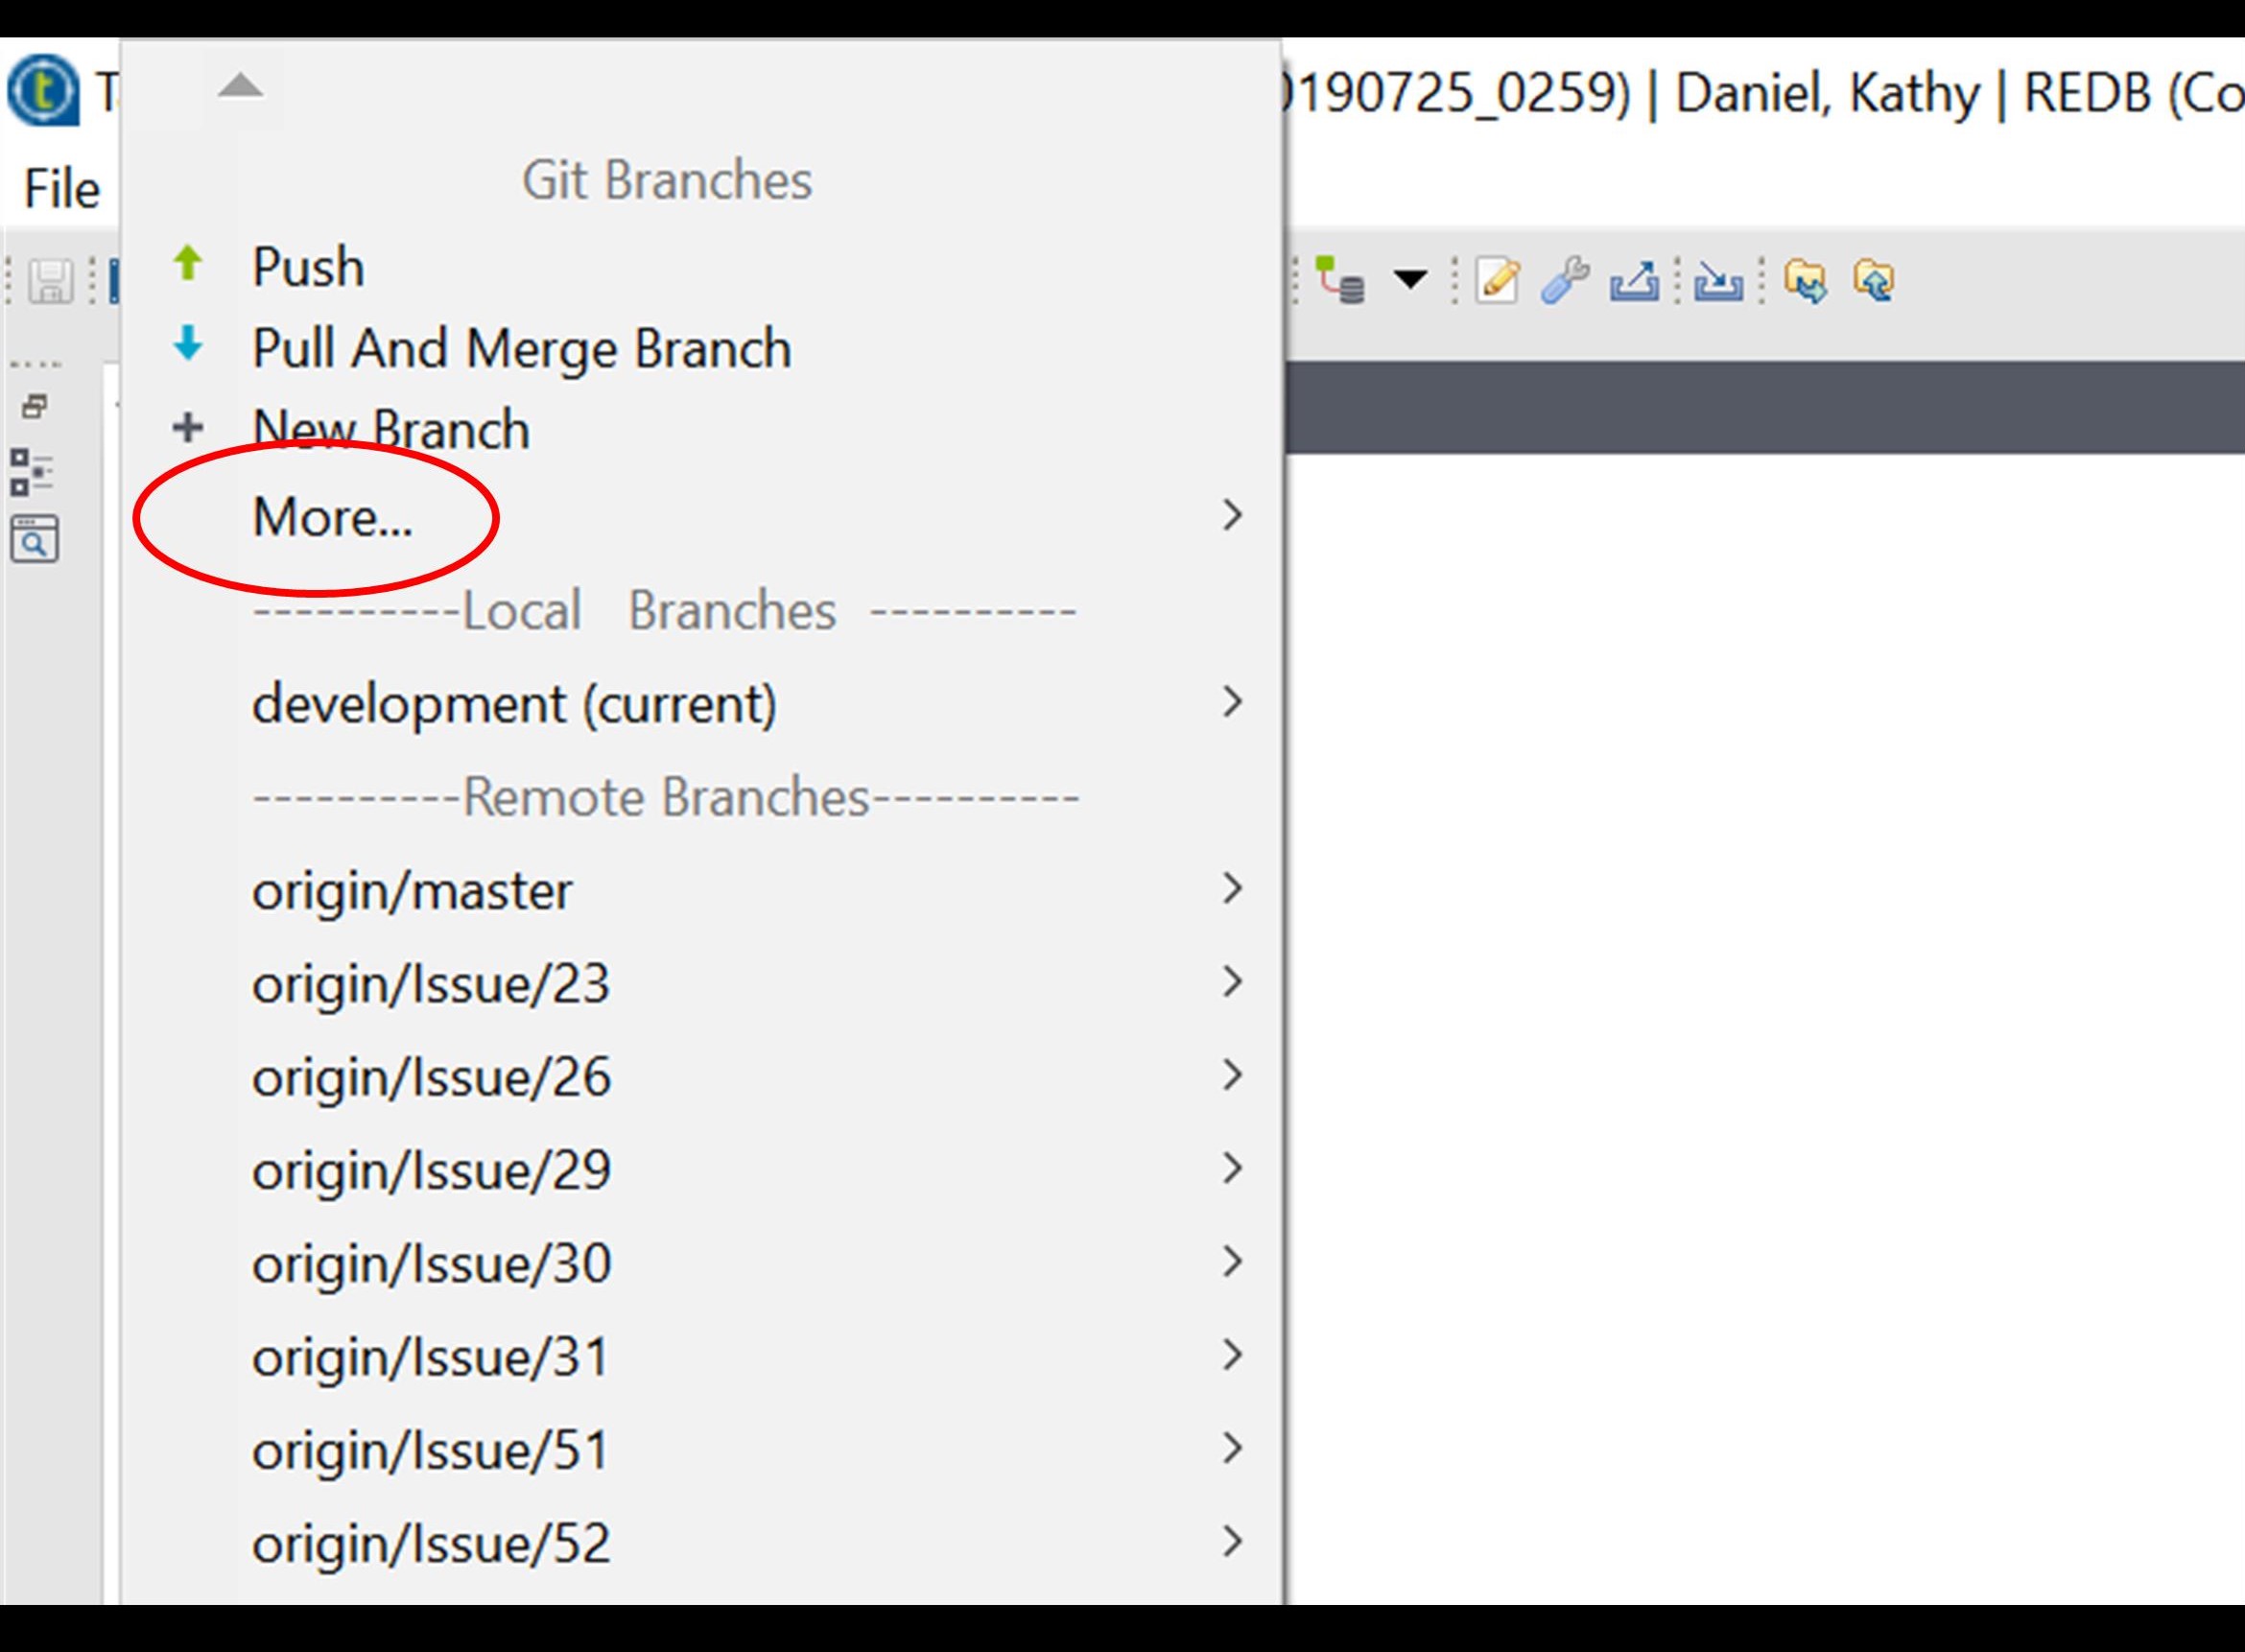 0190725_0259) | Daniel, Kathy | REDB (Co
File
Git Branches
Push
Pull And Merge Branch
New Branch
More...
----------Local   Branches  ----------
development (current)
----------Remote Branches----------
origin/master
origin/Issue/23
origin/Issue/26
origin/Issue/29
origin/Issue/30
origin/Issue/31
origin/Issue/51
origin/Issue/52